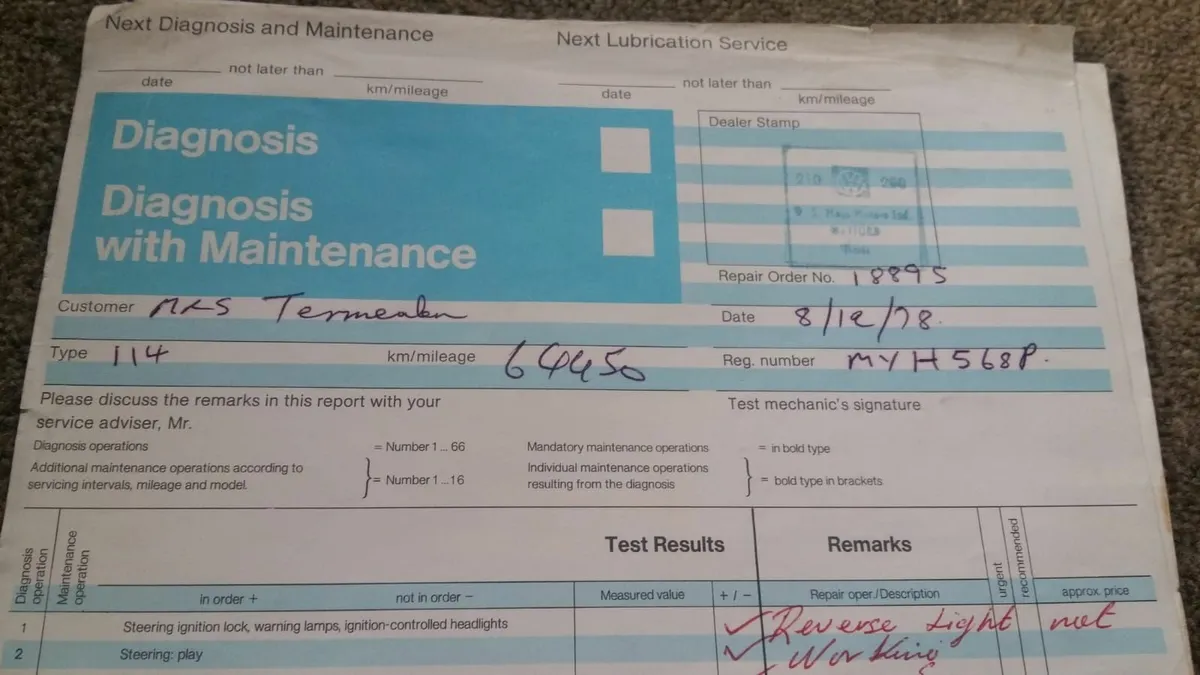 Next Diagnosis and Maintenance
Next Lubrication Service
not later than
not later than
date
km/mileage
date
km/mileage
Diagnosis
Diagnosis
with Maintenance
Dealer Stamp
210
Repair Order No. 18895
Customer MRS
Date 8/12/78.
Type 114
km/mileage 64450
Reg. number MYH568P.
Please discuss the remarks in this report with your
service adviser, Mr.
Test mechanic's signature
Diagnosis operations = Number 1 ... 66
Mandatory maintenance operations = in bold type
Additional maintenance operations according to
servicing intervals, mileage and model. = Number 1 ... 16
Individual maintenance operations
resulting from the diagnosis = bold type in brackets
Diagnosis operation
Maintenance operation
Test Results
Remarks
urgent
recommended
in order +
not in order −
Measured value
+ / −
Repair oper./Description
approx. price
1 Steering ignition lock, warning lamps, ignition-controlled headlights ✓ Reverse Light not
2 Steering: play ✓ Working